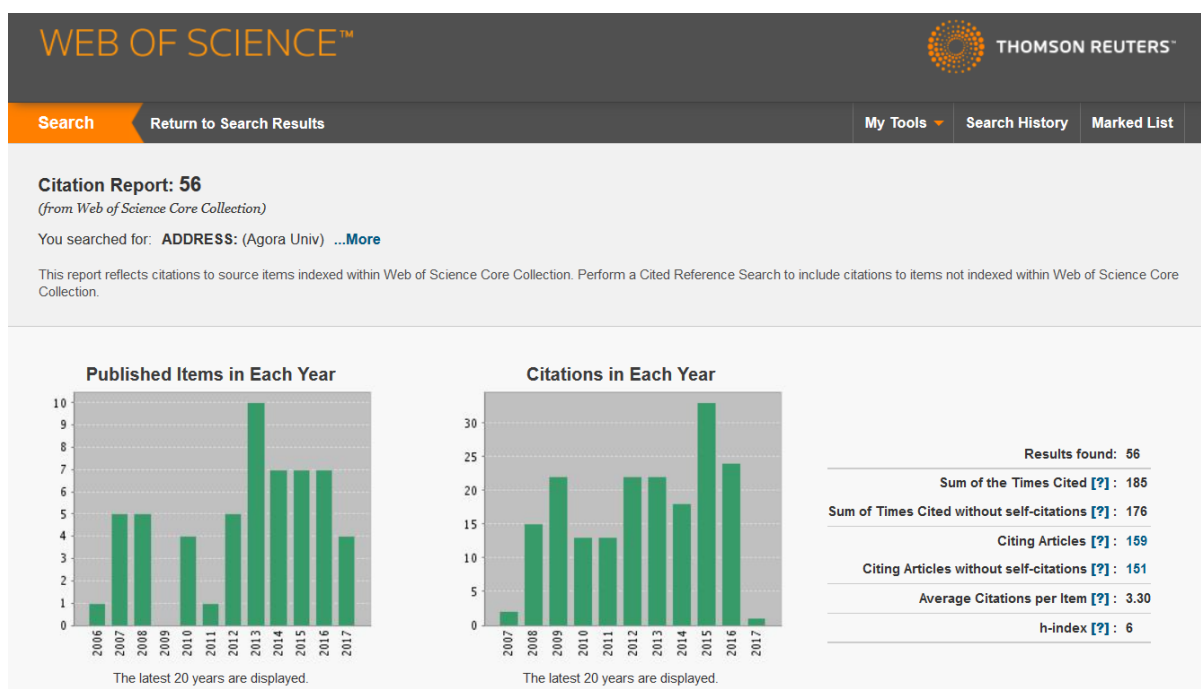 WEB OF SCIENCE™
THOMSON REUTERS™
Search
Return to Search Results
My Tools
Search History
Marked List
Citation Report: 56
(from Web of Science Core Collection)
You searched for: ADDRESS: (Agora Univ) ...More
This report reflects citations to source items indexed within Web of Science Core Collection. Perform a Cited Reference Search to include citations to items not indexed within Web of Science Core
Collection.
Published Items in Each Year
10
9
8
7
6
5
4
3
2
1
0
2006
2007
2008
2009
2010
2011
2012
2013
2014
2015
2016
2017
The latest 20 years are displayed.
Citations in Each Year
30
25
20
15
10
5
0
2007
2008
2009
2010
2011
2012
2013
2014
2015
2016
2017
The latest 20 years are displayed.
Results found: 56
Sum of the Times Cited [?] : 185
Sum of Times Cited without self-citations [?] : 176
Citing Articles [?] : 159
Citing Articles without self-citations [?] : 151
Average Citations per Item [?] : 3.30
h-index [?] : 6